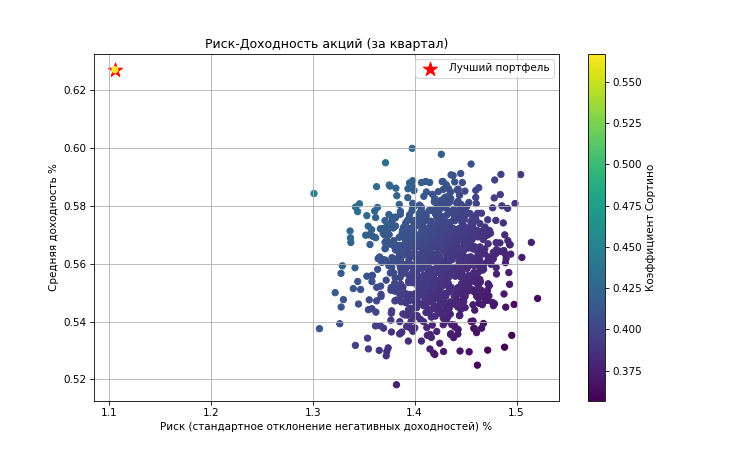 Риск-Доходность акций (за квартал)
Лучший портфель
0.62
0.60
0.58
0.56
0.54
0.52
Средняя доходность %
1.1 1.2 1.3 1.4 1.5
Риск (стандартное отклонение негативных доходностей) %
0.550
0.525
0.500
0.475
0.450
0.425
0.400
0.375
Коэффициент Сортино